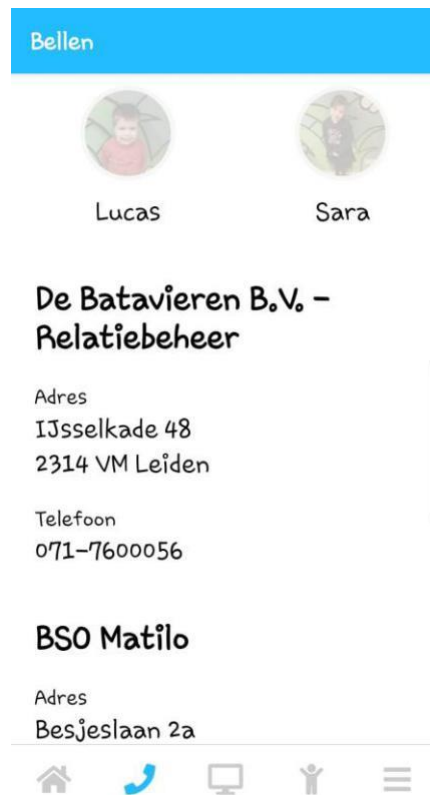 Bellen
Lucas Sara
De Batavieren B.V. –
Relatiebeheer
Adres
IJsselkade 48
2314 VM Leiden
Telefoon
071-7600056
BSO Matilo
Adres
Besjeslaan 2a